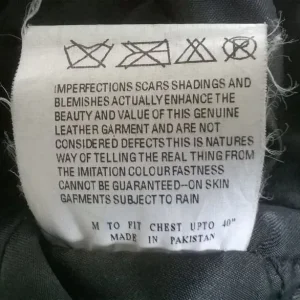 IMPERFECTIONS SCARS SHADINGS AND
BLEMISHES ACTUALLY ENHANCE THE
BEAUTY AND VALUE OF THIS GENUINE
LEATHER GARMENT AND ARE NOT
CONSIDERED DEFECTS THIS IS NATURES
WAY OF TELLING THE REAL THING FROM
THE IMITATION COLOUR FASTNESS
CANNOT BE GUARANTEED--ON SKIN
GARMENTS SUBJECT TO RAIN
M TO FIT CHEST UPTO 40"
MADE IN PAKISTAN